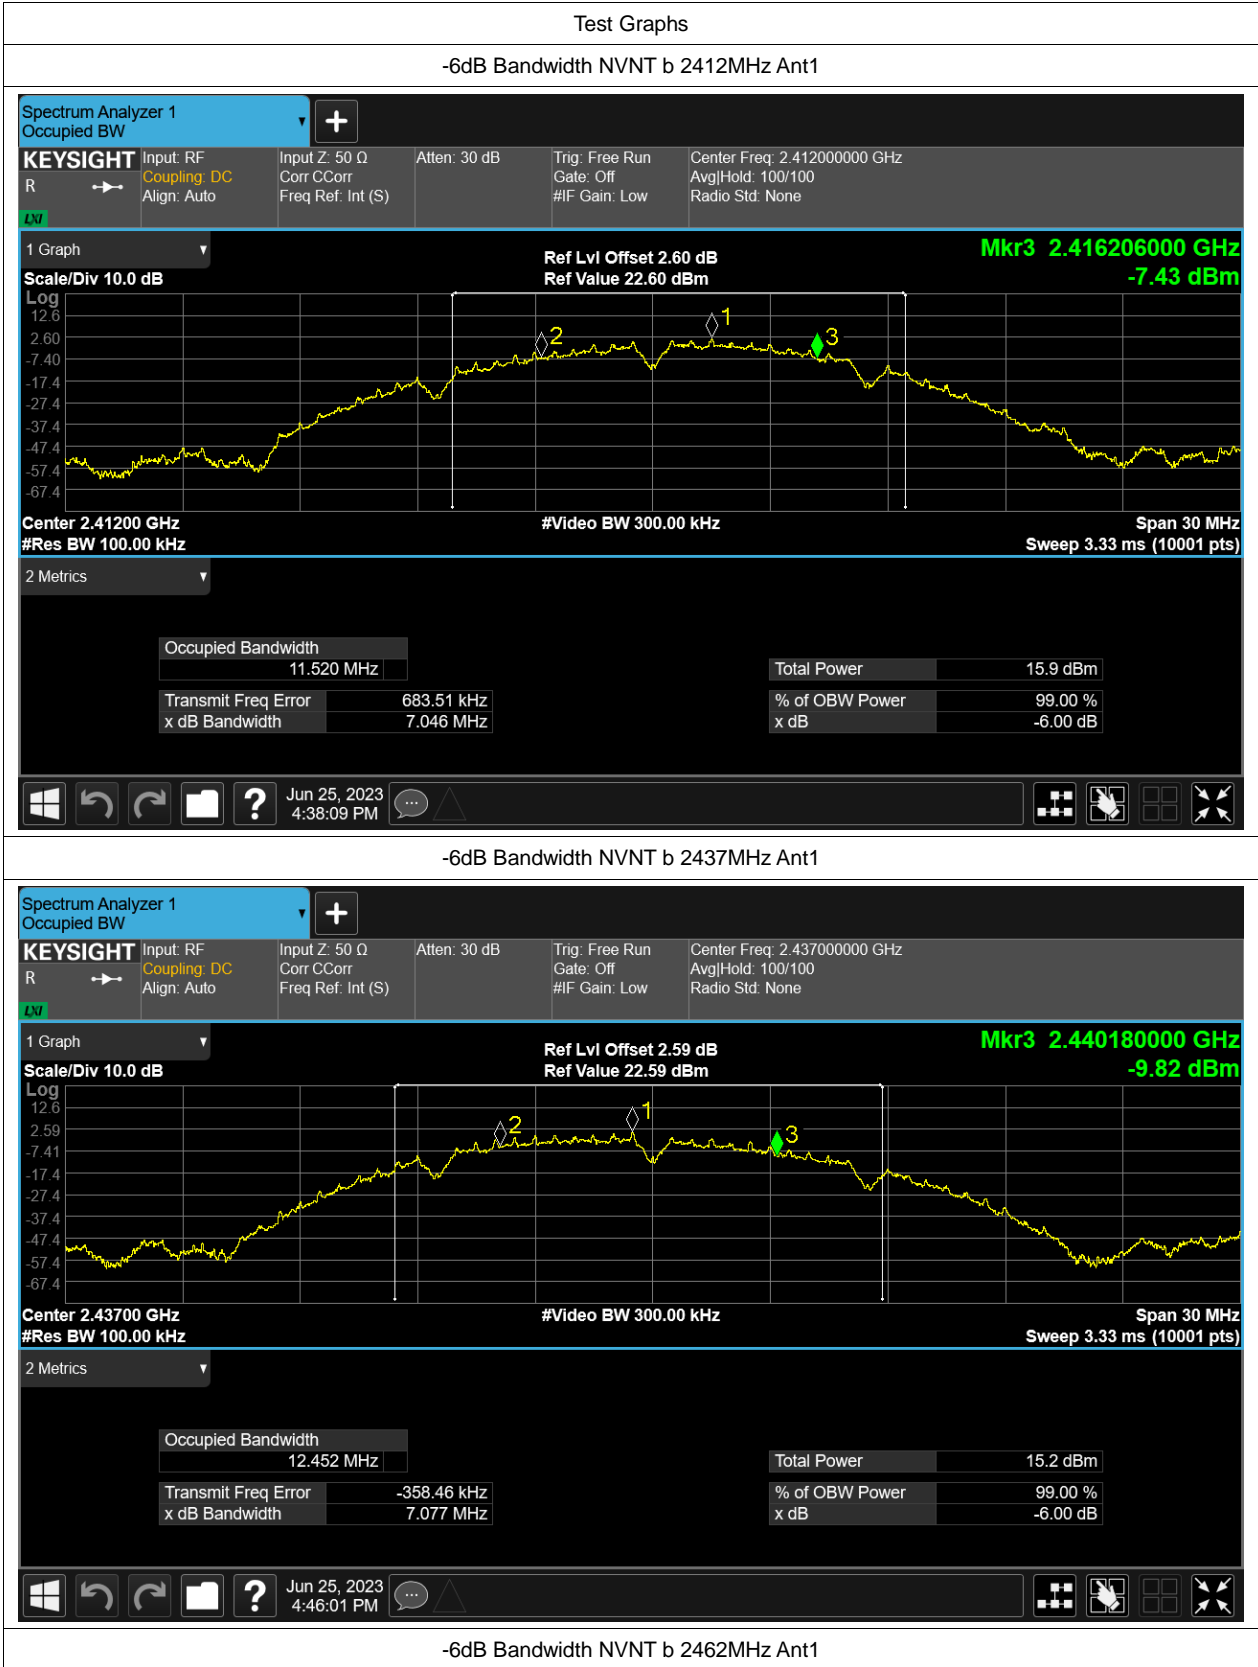 Test Graphs
-6dB Bandwidth NVNT b 2412MHz Ant1
Spectrum Analyzer 1
Occupied BW
KEYSIGHT Input: RF Input Z: 50 Ω Atten: 30 dB Trig: Free Run Center Freq: 2.412000000 GHz
R Coupling: DC Corr CCorr Gate: Off Avg|Hold: 100/100
Align: Auto Freq Ref: Int (S) #IF Gain: Low Radio Std: None
LXI
1 Graph Ref Lvl Offset 2.60 dB Mkr3 2.416206000 GHz
Scale/Div 10.0 dB Ref Value 22.60 dBm -7.43 dBm
Log
12.6 1
2.60 2 3
-7.40
-17.4
-27.4
-37.4
-47.4
-57.4
-67.4
Center 2.41200 GHz #Video BW 300.00 kHz Span 30 MHz
#Res BW 100.00 kHz Sweep 3.33 ms (10001 pts)
2 Metrics
Occupied Bandwidth
11.520 MHz Total Power 15.9 dBm
Transmit Freq Error 683.51 kHz % of OBW Power 99.00 %
x dB Bandwidth 7.046 MHz x dB -6.00 dB
? Jun 25, 2023
4:38:09 PM
-6dB Bandwidth NVNT b 2437MHz Ant1
Spectrum Analyzer 1
Occupied BW
KEYSIGHT Input: RF Input Z: 50 Ω Atten: 30 dB Trig: Free Run Center Freq: 2.437000000 GHz
R Coupling: DC Corr CCorr Gate: Off Avg|Hold: 100/100
Align: Auto Freq Ref: Int (S) #IF Gain: Low Radio Std: None
LXI
1 Graph Ref Lvl Offset 2.59 dB Mkr3 2.440180000 GHz
Scale/Div 10.0 dB Ref Value 22.59 dBm -9.82 dBm
Log
12.6 1
2.59 2 3
-7.41
-17.4
-27.4
-37.4
-47.4
-57.4
-67.4
Center 2.43700 GHz #Video BW 300.00 kHz Span 30 MHz
#Res BW 100.00 kHz Sweep 3.33 ms (10001 pts)
2 Metrics
Occupied Bandwidth
12.452 MHz Total Power 15.2 dBm
Transmit Freq Error -358.46 kHz % of OBW Power 99.00 %
x dB Bandwidth 7.077 MHz x dB -6.00 dB
? Jun 25, 2023
4:46:01 PM
-6dB Bandwidth NVNT b 2462MHz Ant1